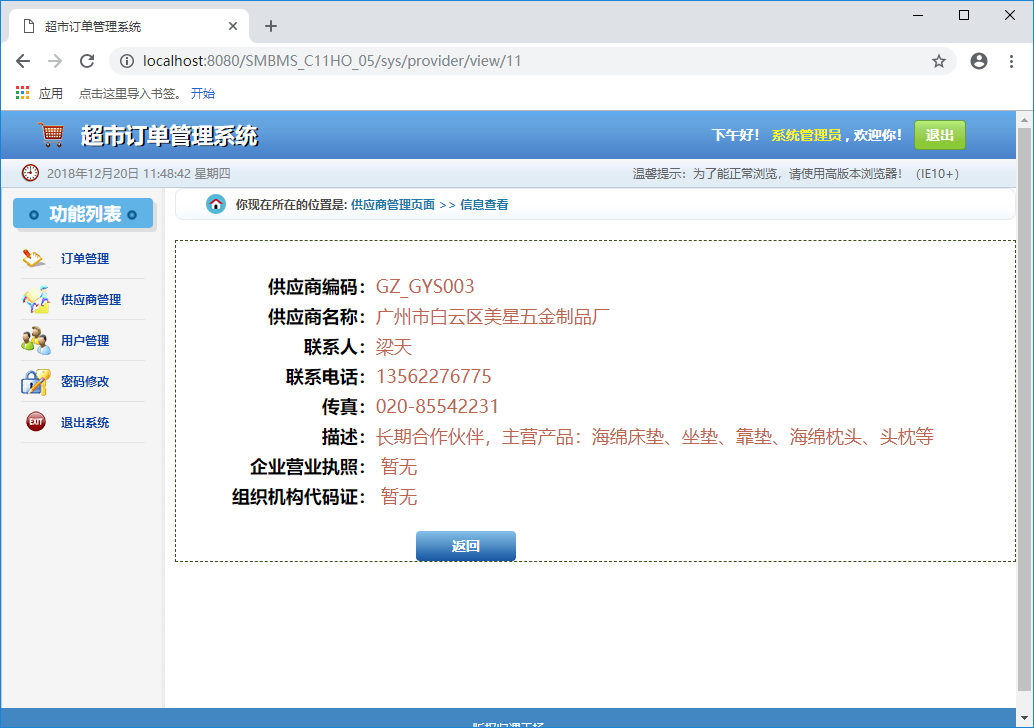 超市订单管理系统
localhost:8080/SMBMS_C11HO_05/sys/provider/view/11
应用 点击这里导入书签。 开始
超市订单管理系统 下午好！ 系统管理员 , 欢迎你！ 退出
2018年12月20日 11:48:42 星期四 温馨提示：为了能正常浏览，请使用高版本浏览器！（IE10+）
功能列表
订单管理
供应商管理
用户管理
密码修改
EXIT 退出系统
你现在所在的位置是: 供应商管理页面 >> 信息查看
供应商编码：GZ_GYS003
供应商名称：广州市白云区美星五金制品厂
联系人：梁天
联系电话：13562276775
传真：020-85542231
描述：长期合作伙伴，主营产品：海绵床垫、坐垫、靠垫、海绵枕头、头枕等
企业营业执照： 暂无
组织机构代码证： 暂无
返回